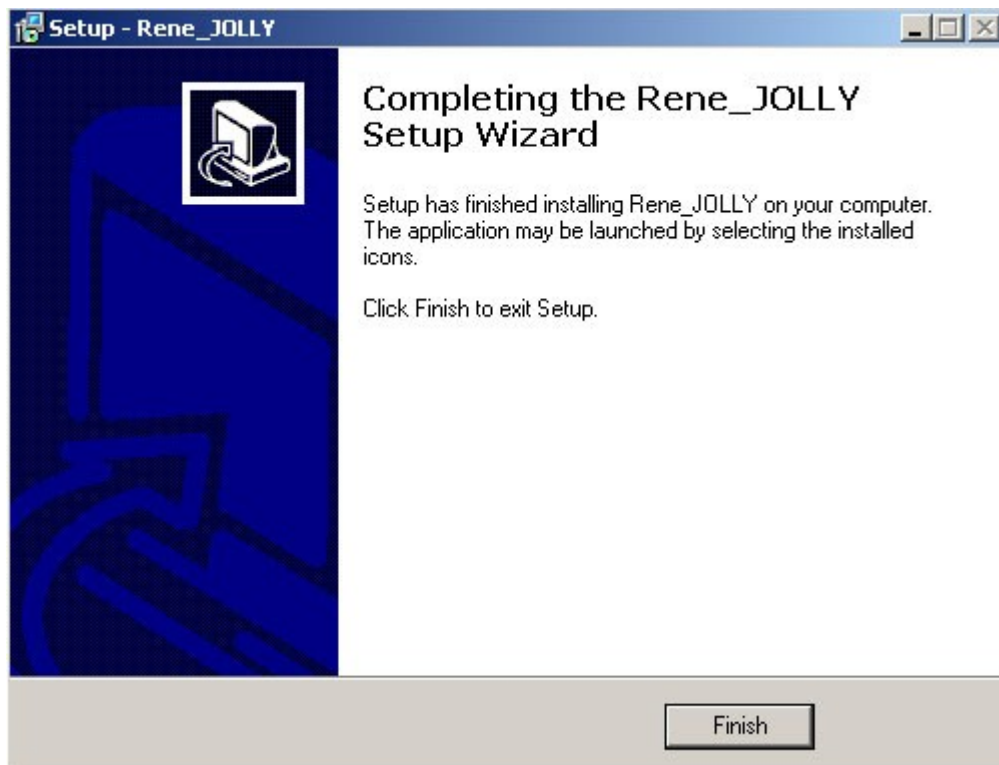 Setup - Rene_JOLLY
Completing the Rene_JOLLY
Setup Wizard
Setup has finished installing Rene_JOLLY on your computer.
The application may be launched by selecting the installed
icons.
Click Finish to exit Setup.
Finish